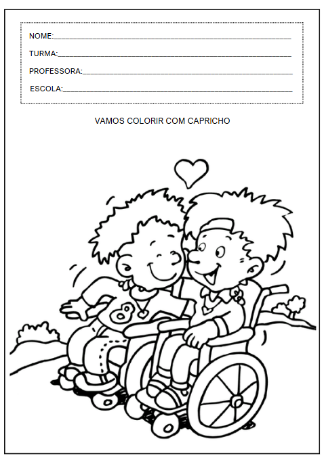 NOME:
TURMA:
PROFESSORA:
ESCOLA:
VAMOS COLORIR COM CAPRICHO